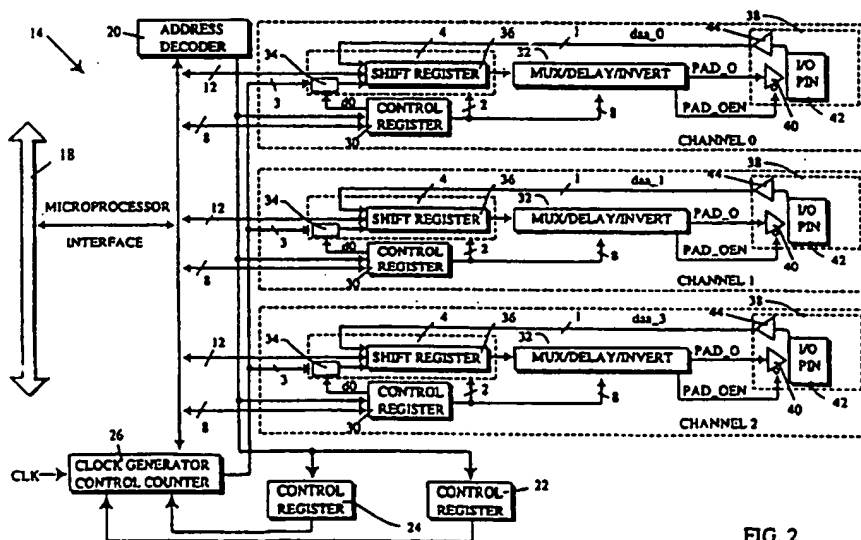 14
20
ADDRESS
DECODER
18
MICROPROCESSOR
INTERFACE
12
3
8
34
4
36
32
1
daa_0
44
38
SHIFT REGISTER
MUX/DELAY/INVERT
PAD_O
I/O
PIN
d0
CONTROL
REGISTER
30
2
8
PAD_OEN
40
42
CHANNEL 0
12
3
8
34
4
36
32
1
daa_1
44
38
SHIFT REGISTER
MUX/DELAY/INVERT
PAD_O
I/O
PIN
d0
CONTROL
REGISTER
30
2
8
PAD_OEN
40
42
CHANNEL 1
12
3
8
34
4
36
32
1
daa_3
44
38
SHIFT REGISTER
MUX/DELAY/INVERT
PAD_O
I/O
PIN
d0
CONTROL
REGISTER
30
2
8
PAD_OEN
40
42
CHANNEL 2
26
CLK
CLOCK GENERATOR
CONTROL COUNTER
CONTROL
REGISTER
24
CONTROL
REGISTER
22
FIG. 2